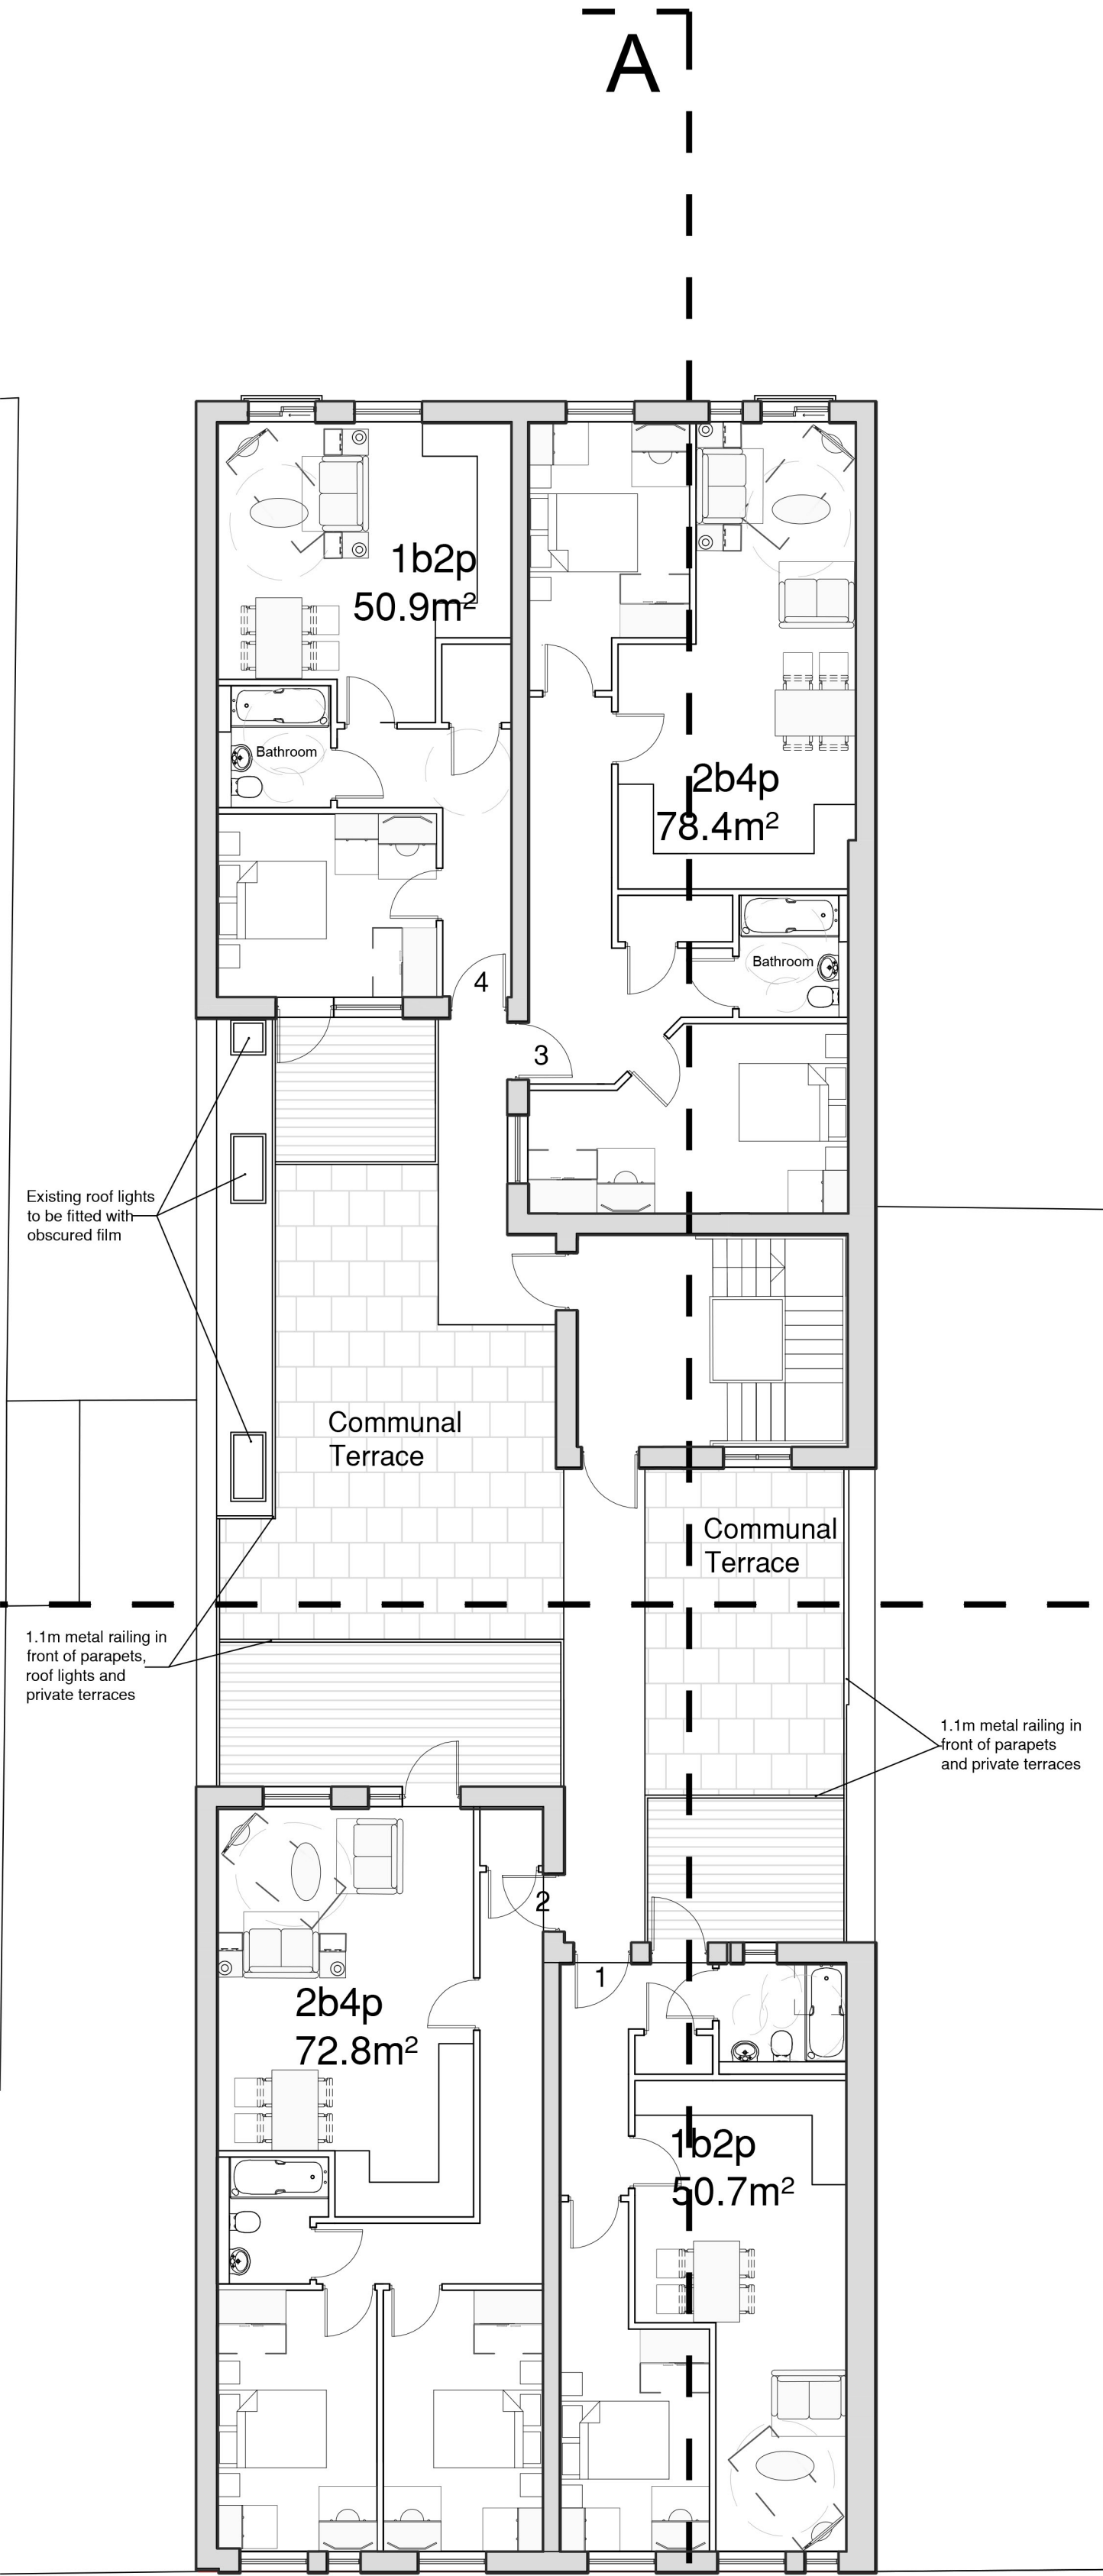 A
1b2p
50.9m²
2b4p
78.4m²
Bathroom
Bathroom
4
3
Existing roof lights
to be fitted with
obscured film
Communal
Terrace
Communal
Terrace
1.1m metal railing in
front of parapets,
roof lights and
private terraces
1.1m metal railing in
front of parapets
and private terraces
2
1
2b4p
72.8m²
1b2p
50.7m²